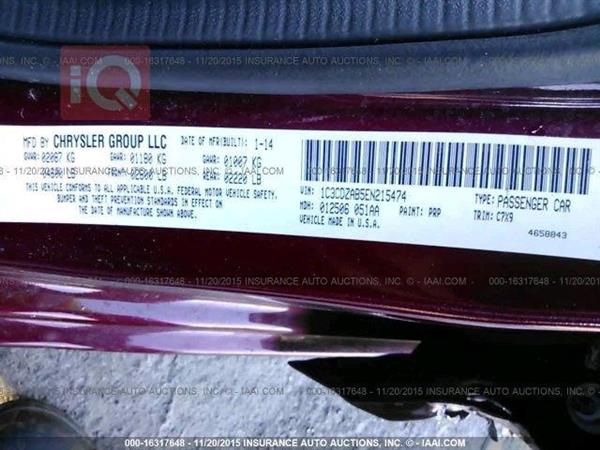 000-16317648 - 11/20/2015 INSURANCE AUTO AUCTIONS, INC. - © IAAI.COM
iQ
MFD BY CHRYSLER GROUP LLC DATE OF MFR(BUILT): 1-14
GVWR: 02087 KG GAWR: 01180 KG GAWR: 01007 KG
02600 LB 02220 LB
THIS VEHICLE CONFORMS TO ALL APPLICABLE U.S.A. FEDERAL MOTOR VEHICLE SAFETY,
BUMPER AND THEFT PREVENTION STANDARDS IN EFFECT
ON THE DATE OF MANUFACTURE SHOWN ABOVE.
1C3CDZAB5EN215474 TYPE: PASSENGER CAR
MDH: 012506 051AA PAINT: PRP TRIM: C7X9
VEHICLE MADE IN U.S.A. 4658843
000-16317648 - 11/20/2015 INSURANCE AUTO AUCTIONS, INC. - © IAAI.COM